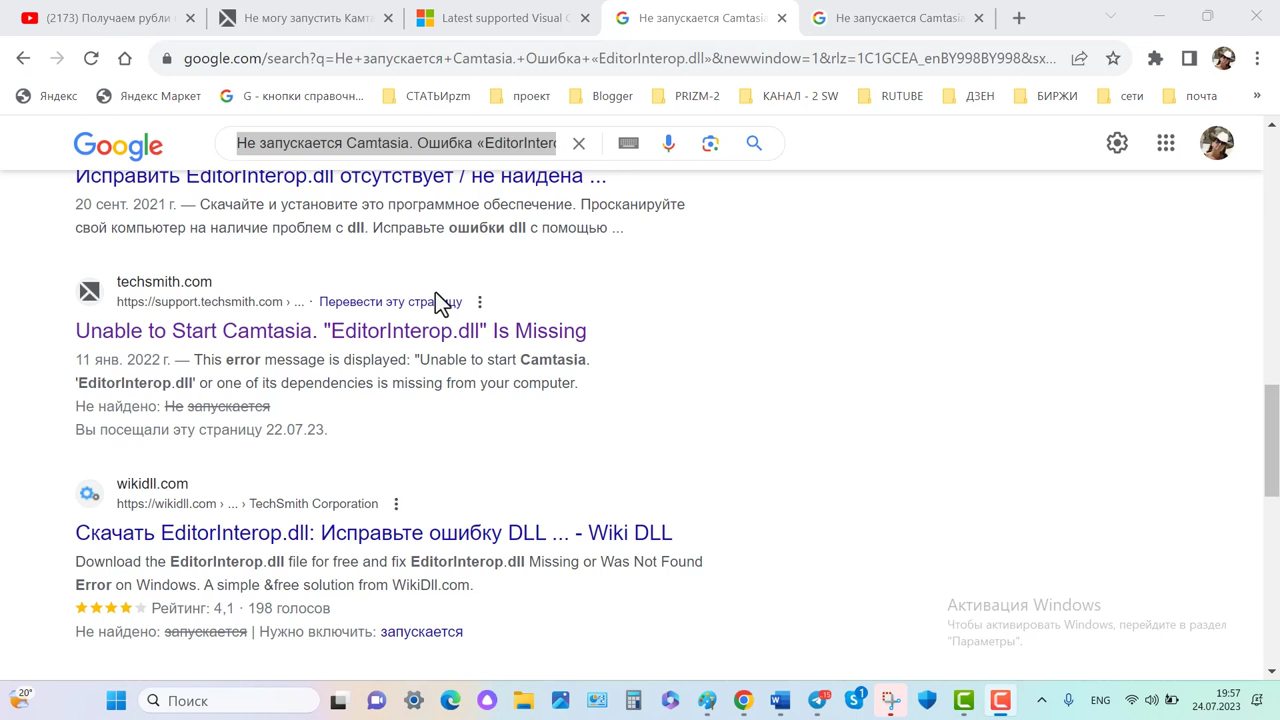 (2173) Получаем рубли
Не могу запустить Камта
Latest supported Visual C
Не запускается Camtasia.
Не запускается Camtasia.
google.com/search?q=Не+запускается+Camtasia.+Ошибка+«EditorInterop.dll»&newwindow=1&rlz=1C1GCEA_enBY998BY998&sx...
Яндекс
Яндекс Маркет
G - кнопки справочн...
СТАТЬИpzm
проект
Blogger
PRIZM-2
КАНАЛ - 2 SW
RUTUBE
ДЗЕН
БИРЖИ
сети
почта
»
Google
Не запускается Camtasia. Ошибка «EditorInterc
Исправить EditorInterop.dll отсутствует / не найдена ...
20 сент. 2021 г. — Скачайте и установите это программное обеспечение. Просканируйте
свой компьютер на наличие проблем с dll. Исправьте ошибки dll с помощью ...
techsmith.com
https://support.techsmith.com › ... · Перевести эту страницу
Unable to Start Camtasia. "EditorInterop.dll" Is Missing
11 янв. 2022 г. — This error message is displayed: "Unable to start Camtasia.
'EditorInterop.dll' or one of its dependencies is missing from your computer.
Не найдено: Не запускается
Вы посещали эту страницу 22.07.23.
wikidll.com
https://wikidll.com › ... › TechSmith Corporation
Скачать EditorInterop.dll: Исправьте ошибку DLL ... - Wiki DLL
Download the EditorInterop.dll file for free and fix EditorInterop.dll Missing or Was Not Found
Error on Windows. A simple &free solution from WikiDll.com.
Рейтинг: 4,1 · 198 голосов
Не найдено: запускается | Нужно включить: запускается
Активация Windows
Чтобы активировать Windows, перейдите в раздел
"Параметры".
20°
Поиск
15
1
ENG
19:57
24.07.2023